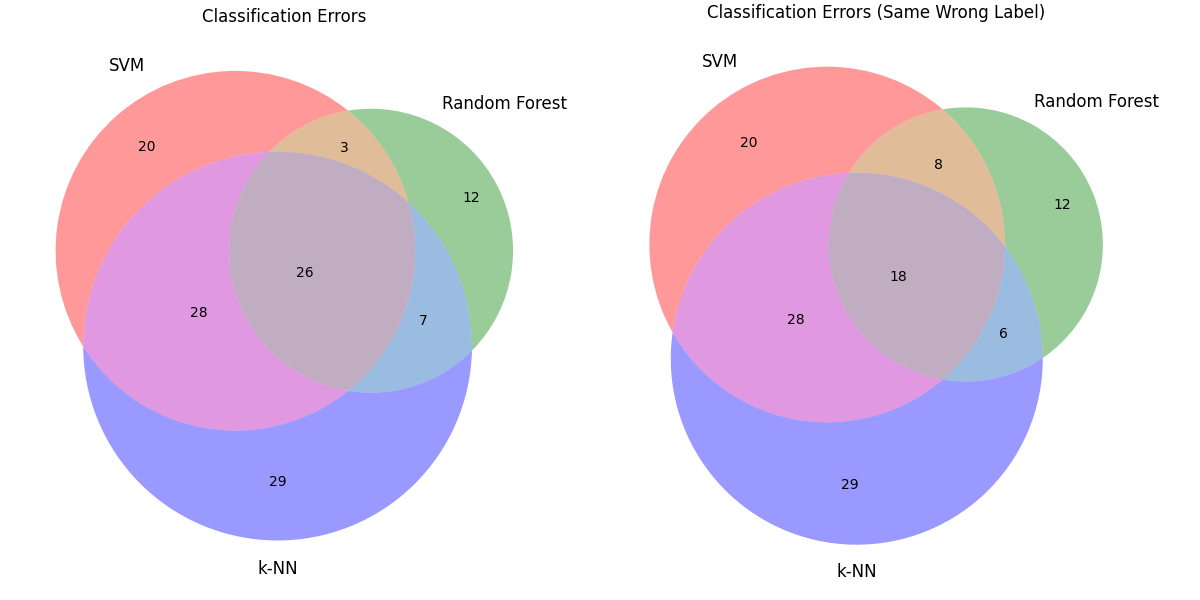 Classification Errors
SVM
Random Forest
20
3
12
26
28
7
29
k-NN
Classification Errors (Same Wrong Label)
SVM
Random Forest
20
8
12
18
28
6
29
k-NN